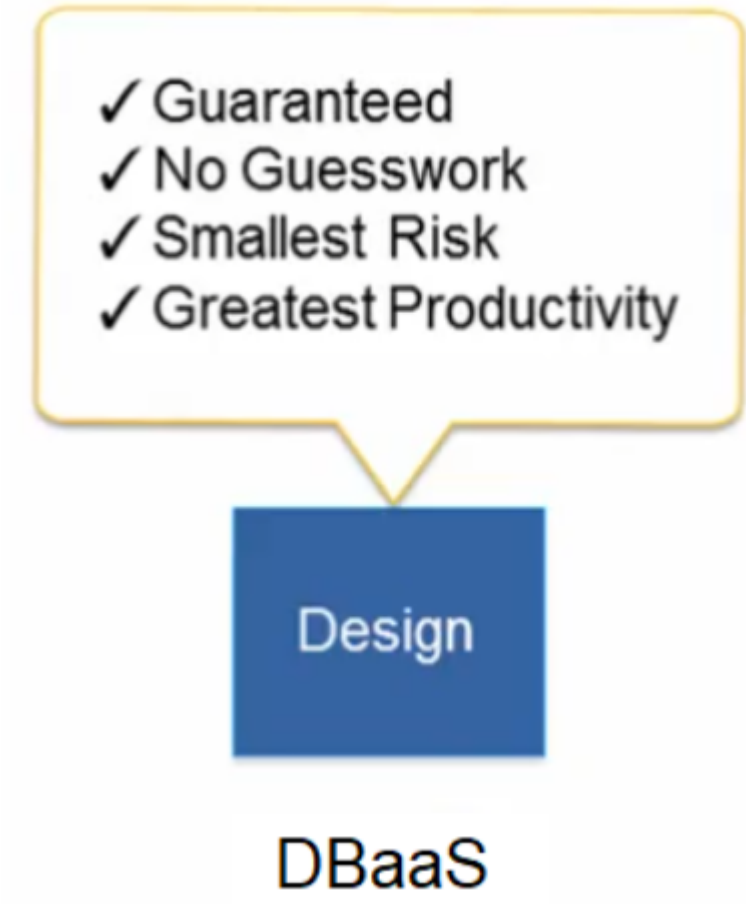 ✓ Guaranteed
✓ No Guesswork
✓ Smallest Risk
✓ Greatest Productivity
Design
DBaaS